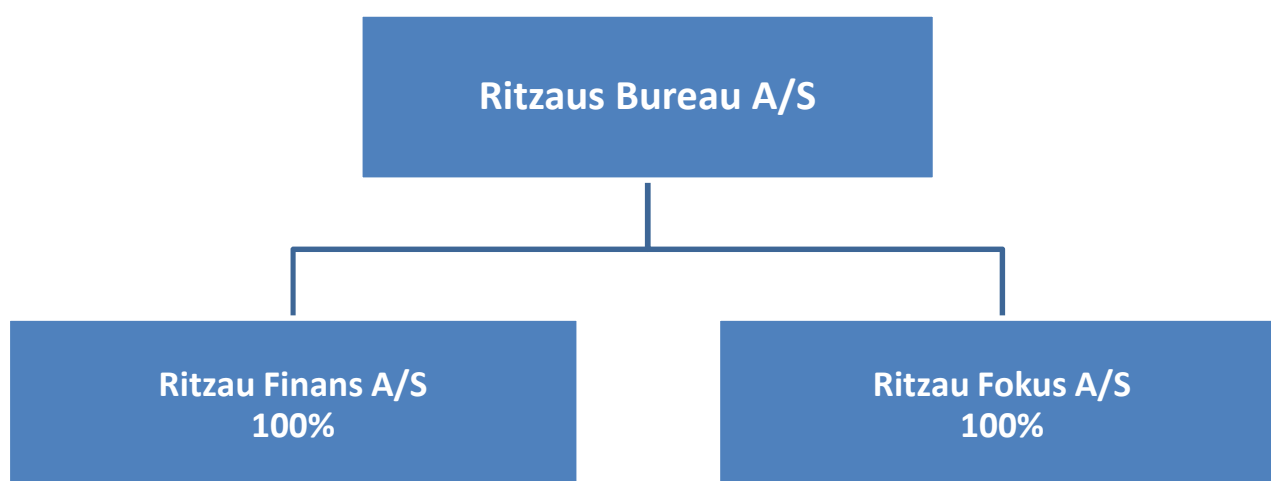 Ritzaus Bureau A/S
Ritzau Finans A/S
100%
Ritzau Fokus A/S
100%